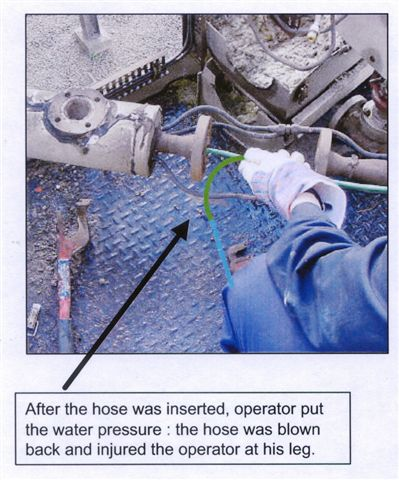 After the hose was inserted, operator put
the water pressure : the hose was blown
back and injured the operator at his leg.